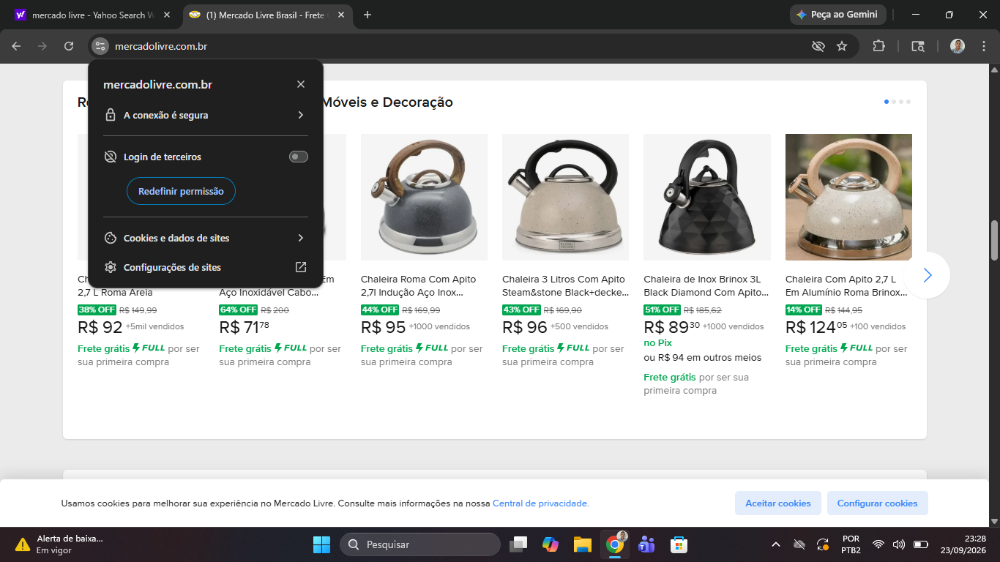 mercado livre - Yahoo Search W
(1) Mercado Livre Brasil - Frete
Peça ao Gemini
mercadolivre.com.br
mercadolivre.com.br
A conexão é segura
Login de terceiros
Redefinir permissão
Cookies e dados de sites
Configurações de sites
Móveis e Decoração
2,7 L Roma Areia
38% OFF R$ 149,99
R$ 92 +5mil vendidos
Frete grátis FULL por ser
sua primeira compra
Em
Aço Inoxidável Cabo...
64% OFF R$ 200
R$ 71 78
Frete grátis FULL por ser
sua primeira compra
Chaleira Roma Com Apito
2,7l Indução Aço Inox...
44% OFF R$ 169,99
R$ 95 +1000 vendidos
Frete grátis FULL por ser
sua primeira compra
Chaleira 3 Litros Com Apito
Steam&stone Black+decke...
43% OFF R$ 169,90
R$ 96 +500 vendidos
Frete grátis FULL por ser
sua primeira compra
Chaleira de Inox Brinox 3L
Black Diamond Com Apito...
51% OFF R$ 185,62
R$ 89 30 +1000 vendidos
no Pix
ou R$ 94 em outros meios
Frete grátis por ser sua
primeira compra
Chaleira Com Apito 2,7 L
Em Alumínio Roma Brinox...
14% OFF R$ 144,95
R$ 124 05 +100 vendidos
Frete grátis FULL por ser
sua primeira compra
Usamos cookies para melhorar sua experiência no Mercado Livre. Consulte mais informações na nossa Central de privacidade.
Aceitar cookies
Configurar cookies
Alerta de baixa...
Em vigor
Pesquisar
POR
PTB2
23:28
23/09/2026